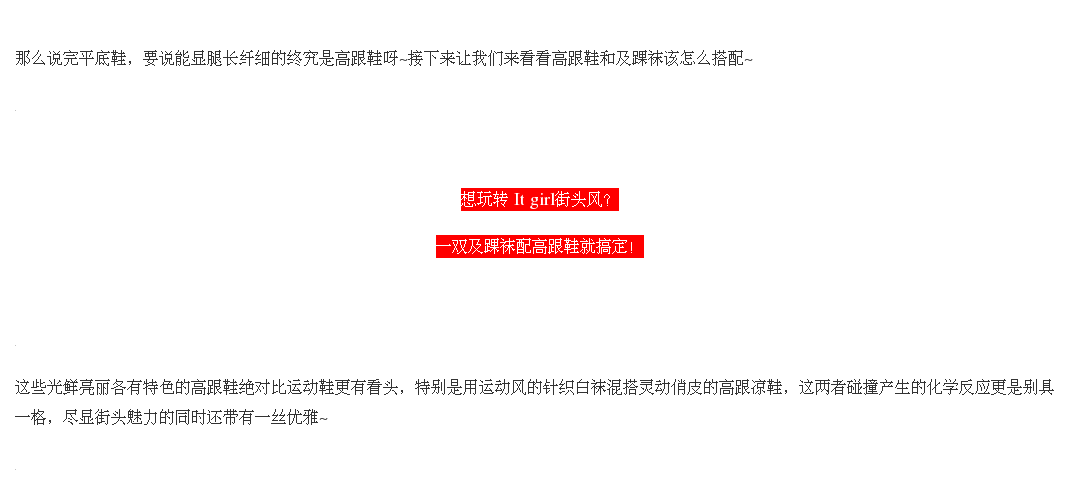 那么说完平底鞋，要说能显腿长纤细的终究是高跟鞋呀~接下来让我们来看看高跟鞋和及踝袜该怎么搭配~
想玩转 It girl街头风？
一双及踝袜配高跟鞋就搞定！
这些光鲜亮丽各有特色的高跟鞋绝对比运动鞋更有看头，特别是用运动风的针织白袜混搭灵动俏皮的高跟凉鞋，这两者碰撞产生的化学反应更是别具
一格，尽显街头魅力的同时还带有一丝优雅~